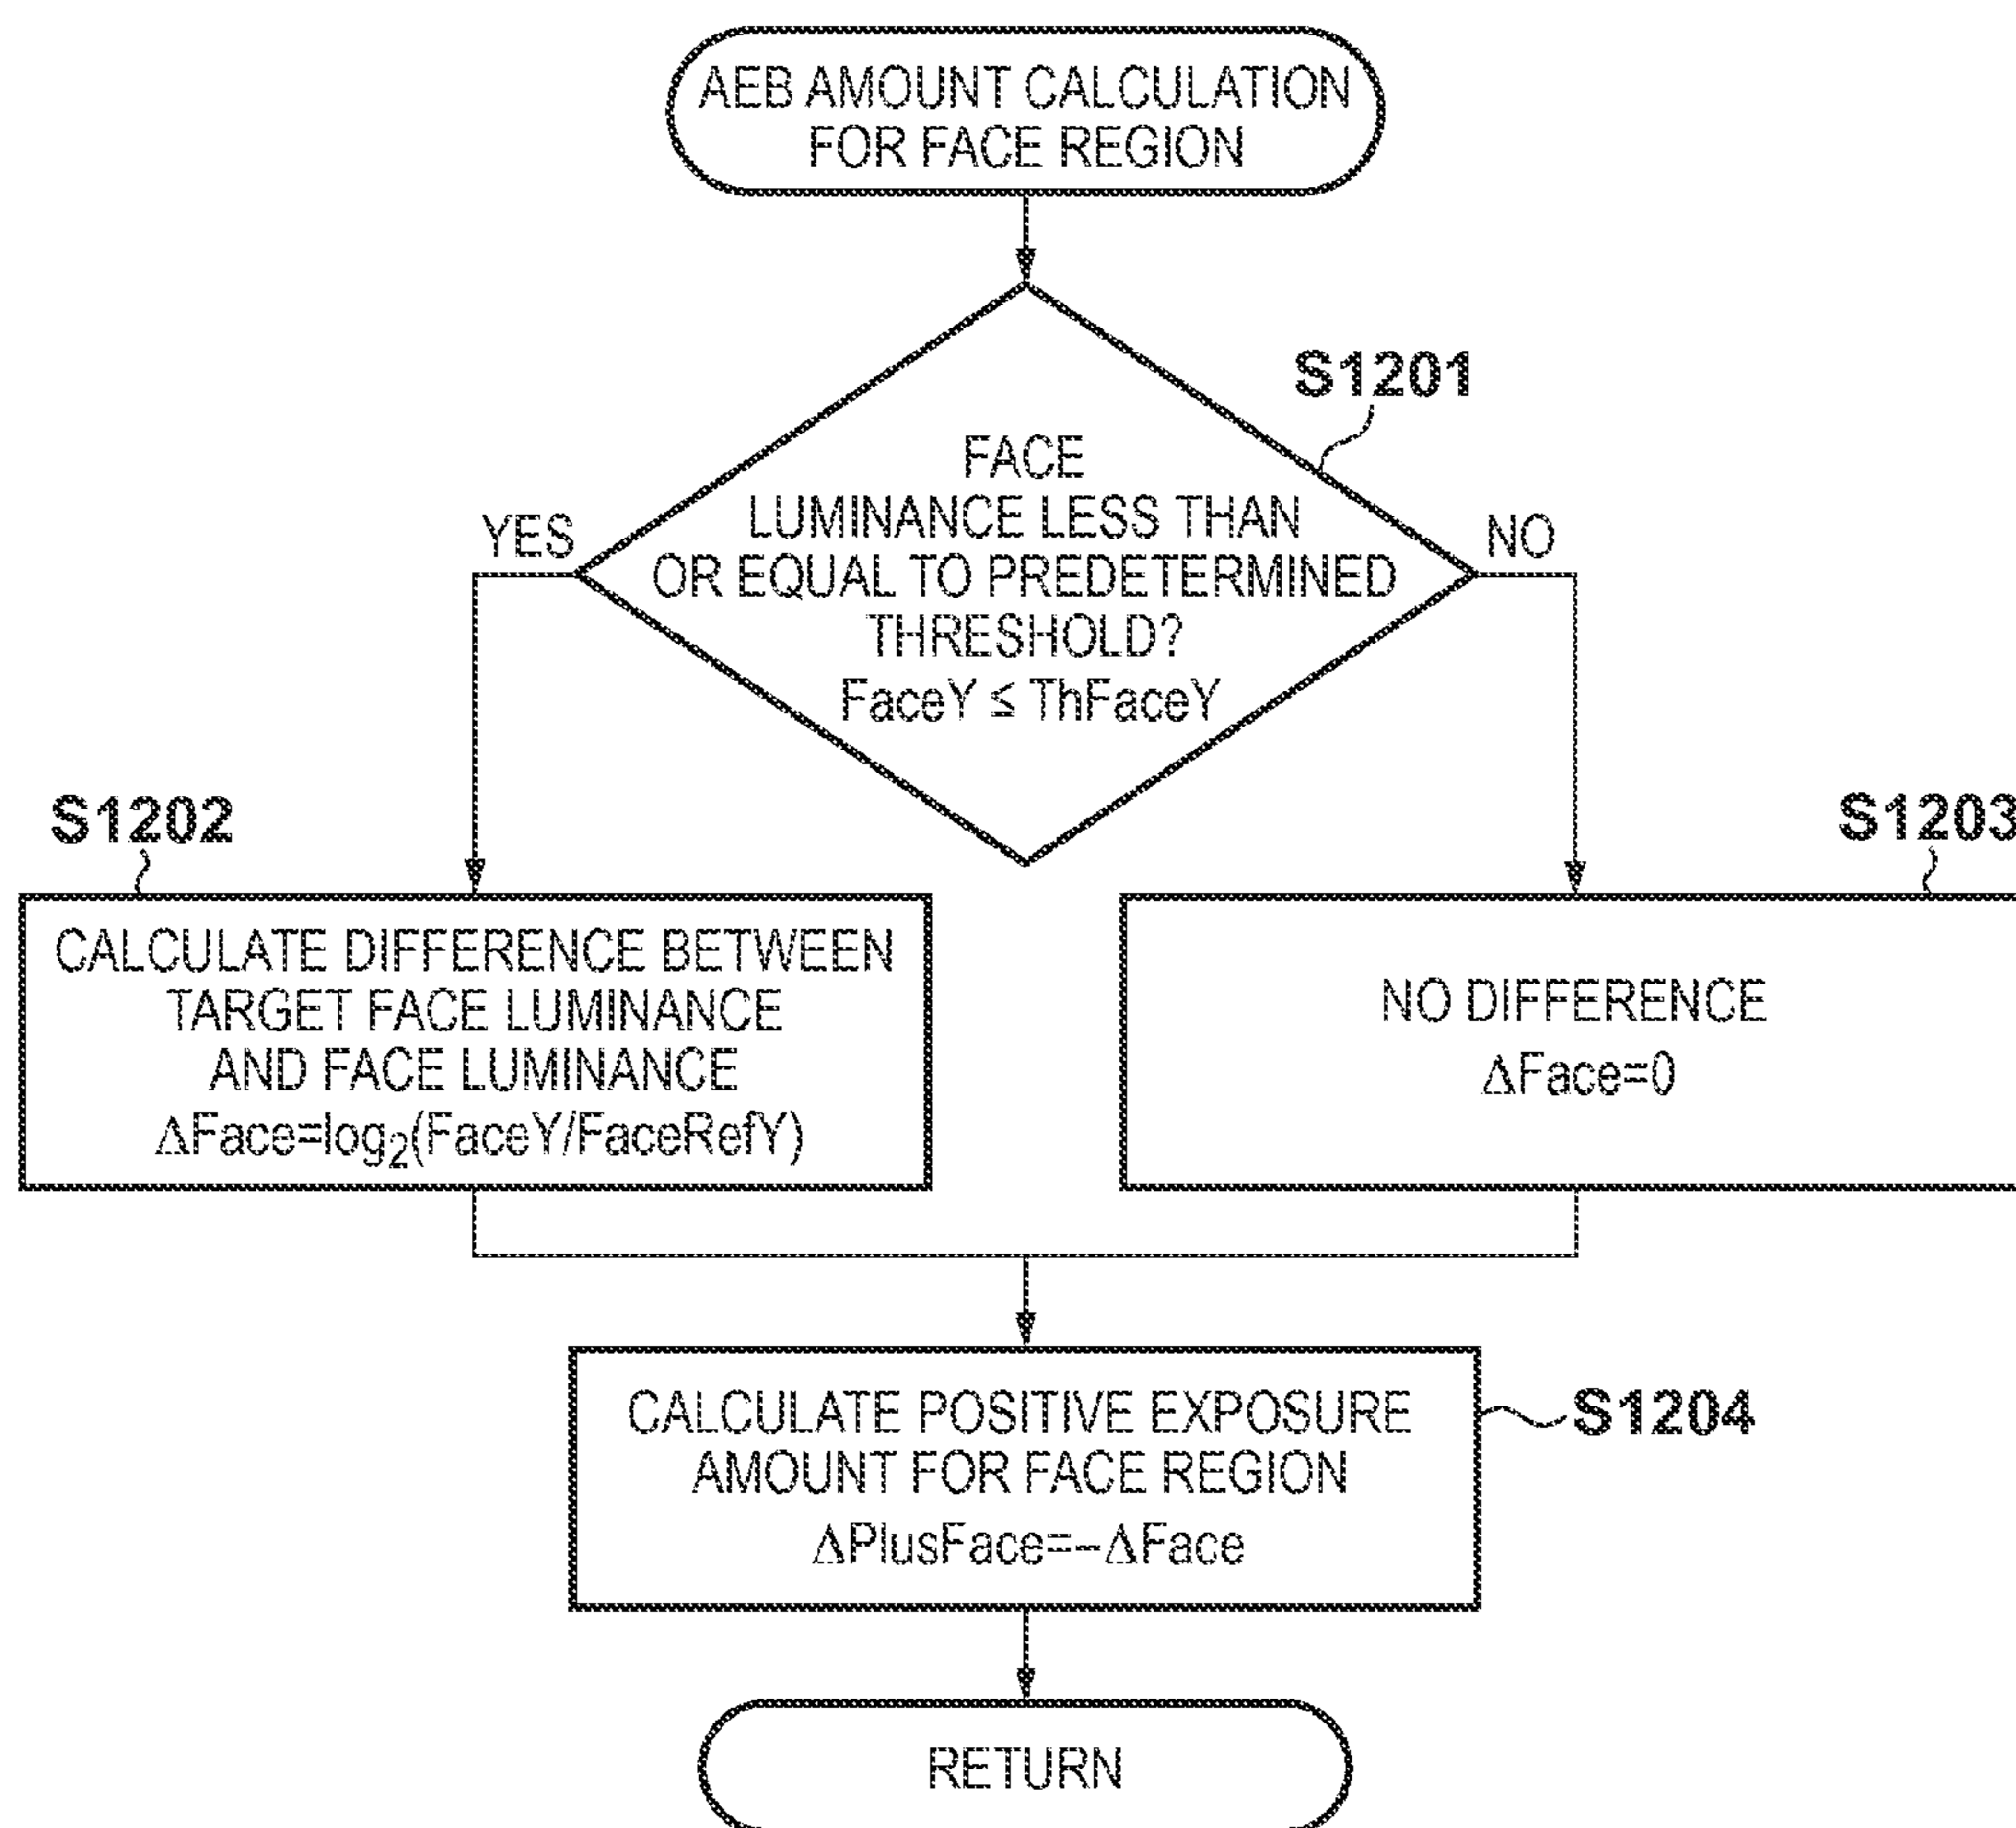 AEB AMOUNT CALCULATION
FOR FACE REGION
S1201
FACE
LUMINANCE LESS THAN
OR EQUAL TO PREDETERMINED
THRESHOLD?
FaceY ≤ ThFaceY
YES
NO
S1202
CALCULATE DIFFERENCE BETWEEN
TARGET FACE LUMINANCE
AND FACE LUMINANCE
ΔFace=log₂(FaceY/FaceRefY)
S1203
NO DIFFERENCE
ΔFace=0
CALCULATE POSITIVE EXPOSURE
AMOUNT FOR FACE REGION
ΔPlusFace=−ΔFace
S1204
RETURN